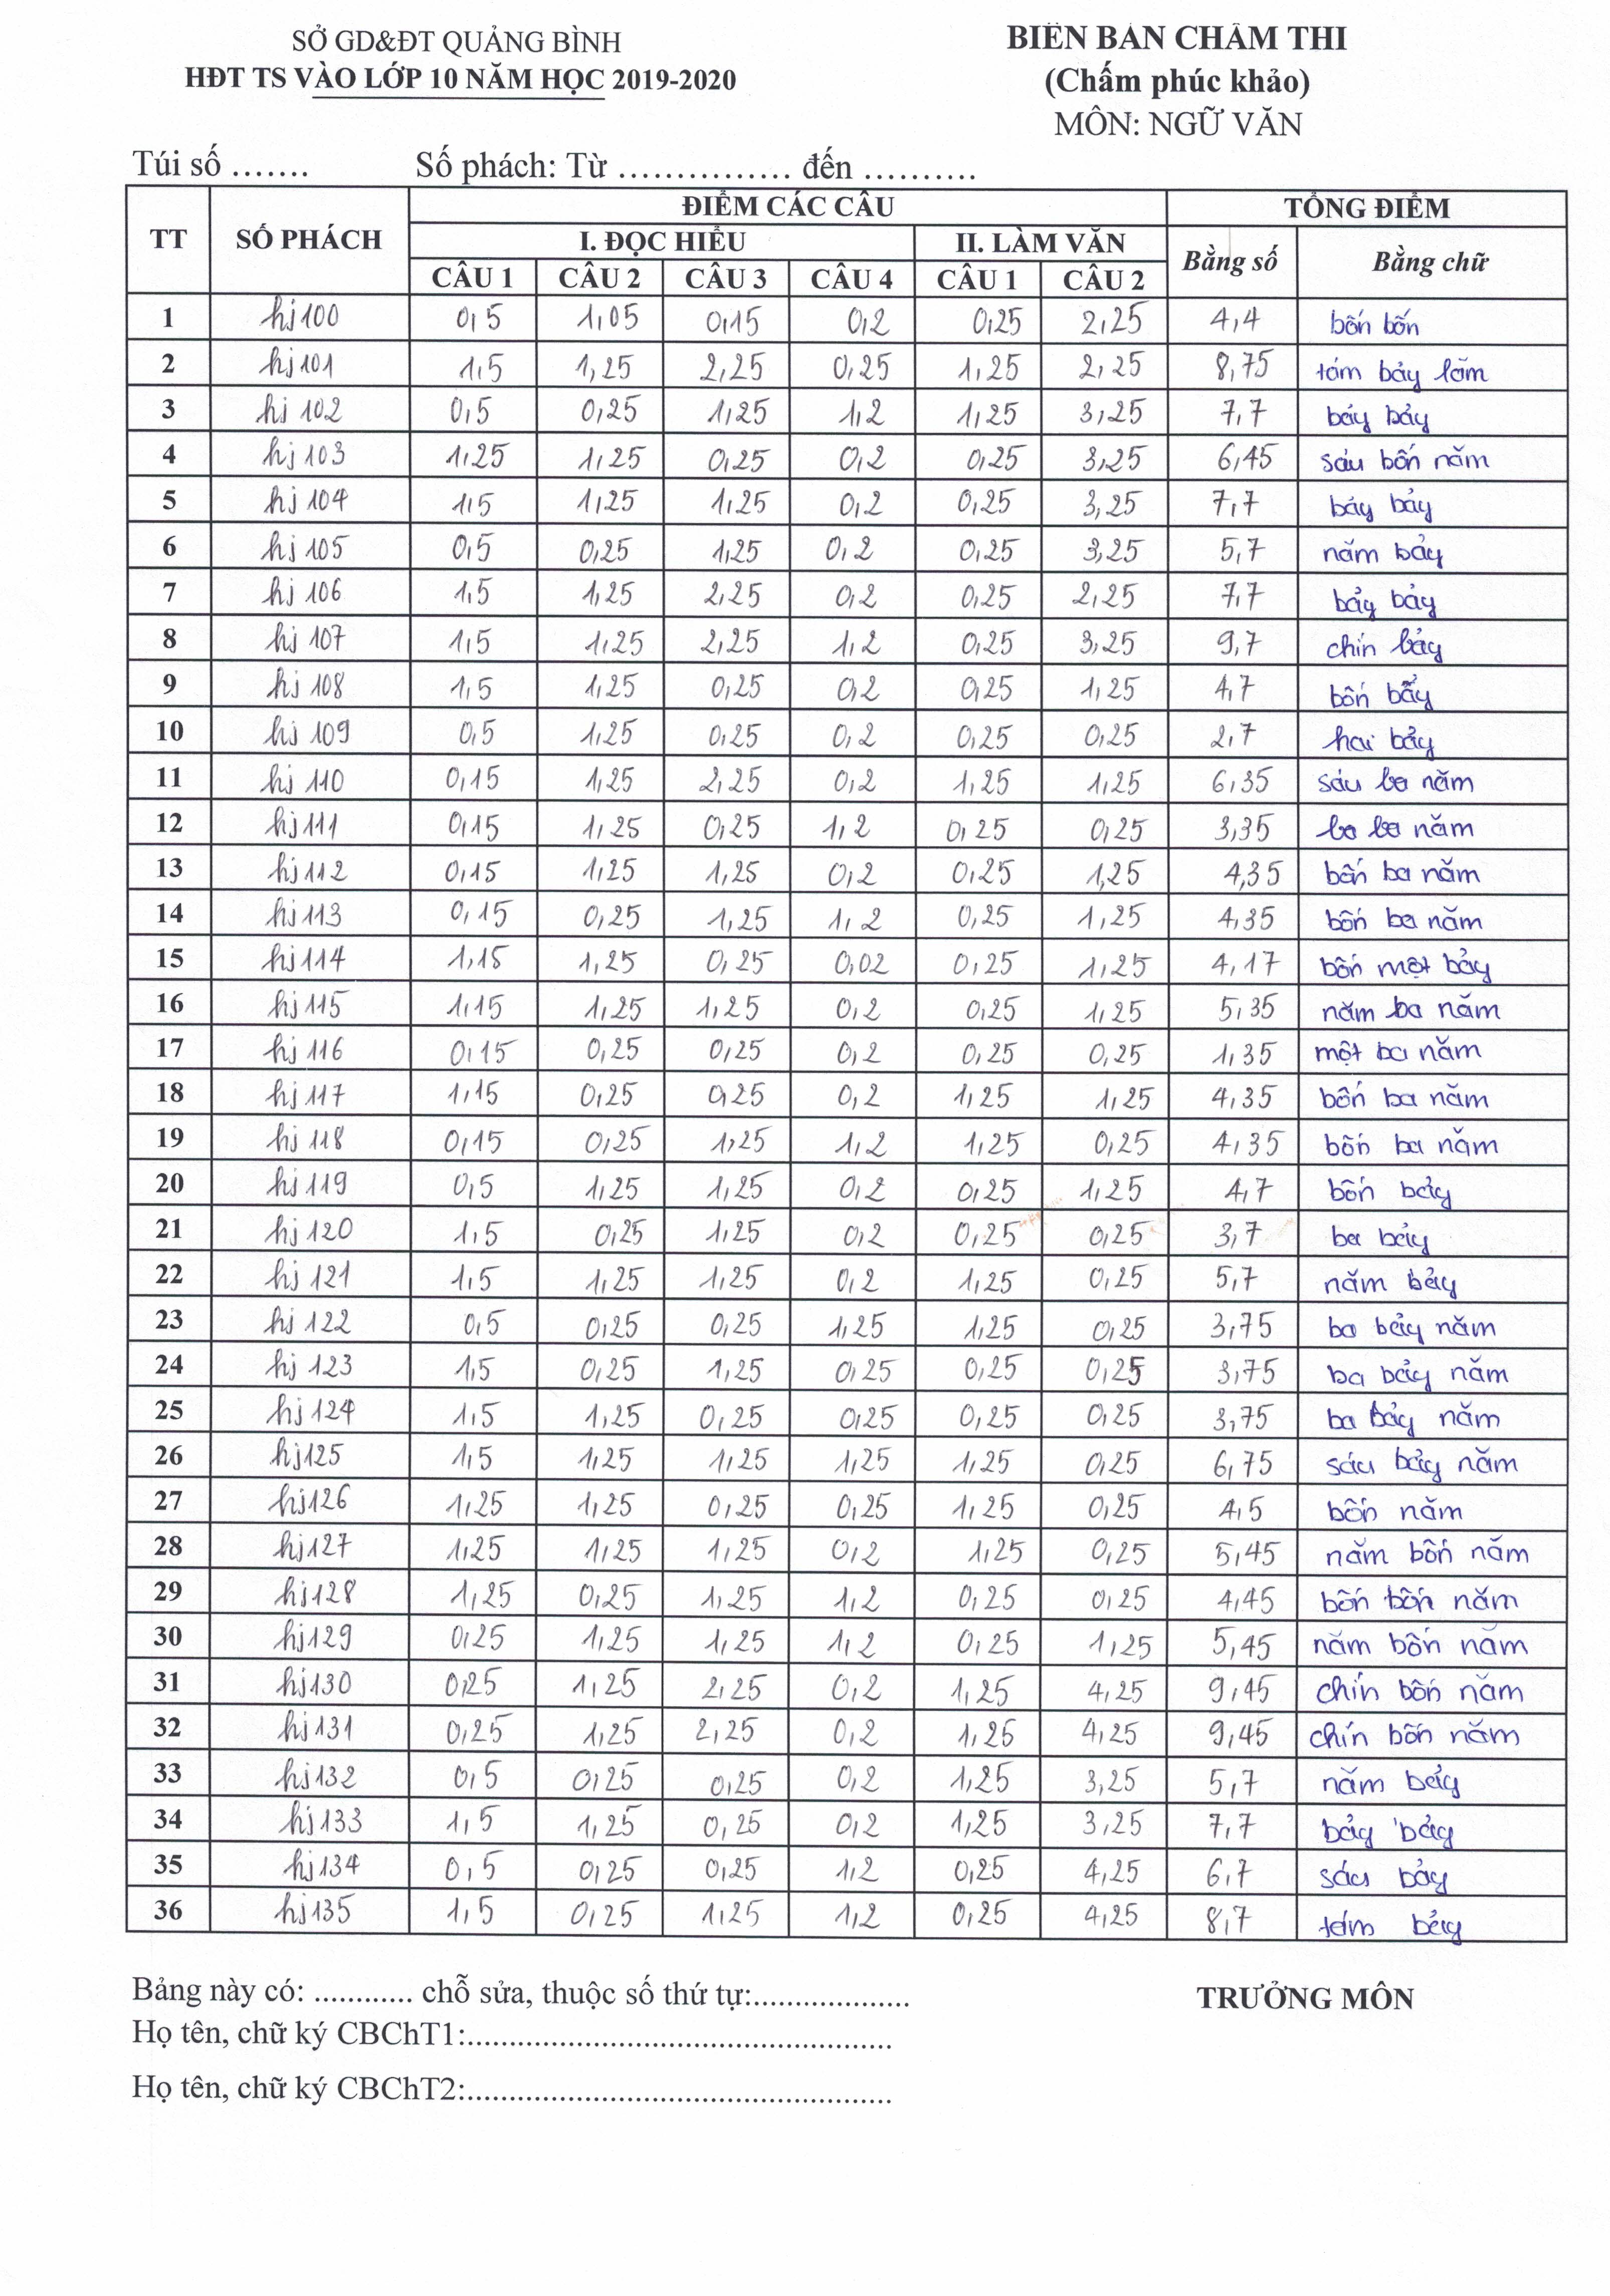 SỞ GD&ĐT QUẢNG BÌNH
HĐT TS VÀO LỚP 10 NĂM HỌC 2019-2020
BIÊN BẢN CHẤM THI
(Chấm phúc khảo)
MÔN: NGỮ VĂN
Túi số ....... Số phách: Từ ............... đến ..........
TT SỐ PHÁCH ĐIỂM CÁC CÂU TỔNG ĐIỂM
I. ĐỌC HIỂU II. LÀM VĂN Bằng số Bằng chữ
CÂU 1 CÂU 2 CÂU 3 CÂU 4 CÂU 1 CÂU 2
1 hj100 0,5 1,05 0,15 0,2 0,25 2,25 4,4 bốn bốn
2 hj101 1,5 1,25 2,25 0,25 1,25 2,25 8,75 tám bảy lăm
3 hj102 0,5 0,25 1,25 1,2 1,25 3,25 7,7 bảy bảy
4 hj103 1,25 1,25 0,25 0,2 0,25 3,25 6,45 sáu bốn năm
5 hj104 1,5 1,25 1,25 0,2 0,25 3,25 7,7 bảy bảy
6 hj105 0,5 0,25 1,25 0,2 0,25 3,25 5,7 năm bảy
7 hj106 1,5 1,25 2,25 0,2 0,25 2,25 7,7 bảy bảy
8 hj107 1,5 1,25 2,25 1,2 0,25 3,25 9,7 chín bảy
9 hj108 1,5 1,25 0,25 0,2 0,25 1,25 4,7 bốn bảy
10 hj109 0,5 1,25 0,25 0,2 0,25 0,25 2,7 hai bảy
11 hj110 0,15 1,25 2,25 0,2 1,25 1,25 6,35 sáu ba năm
12 hj111 0,15 1,25 0,25 1,2 0,25 0,25 3,35 ba ba năm
13 hj112 0,15 1,25 1,25 0,2 0,25 1,25 4,35 bốn ba năm
14 hj113 0,15 0,25 1,25 1,2 0,25 1,25 4,35 bốn ba năm
15 hj114 1,15 1,25 0,25 0,02 0,25 1,25 4,17 bốn một bảy
16 hj115 1,15 1,25 1,25 0,2 0,25 1,25 5,35 năm ba năm
17 hj116 0,15 0,25 0,25 0,2 0,25 0,25 1,35 một ba năm
18 hj117 1,15 0,25 0,25 0,2 1,25 1,25 4,35 bốn ba năm
19 hj118 0,15 0,25 1,25 1,2 1,25 0,25 4,35 bốn ba năm
20 hj119 0,5 1,25 1,25 0,2 0,25 1,25 4,7 bốn bảy
21 hj120 1,5 0,25 1,25 0,2 0,25 0,25 3,7 ba bảy
22 hj121 1,5 1,25 1,25 0,2 1,25 0,25 5,7 năm bảy
23 hj122 0,5 0,25 0,25 1,25 1,25 0,25 3,75 ba bảy năm
24 hj123 1,5 0,25 1,25 0,25 0,25 0,25 3,75 ba bảy năm
25 hj124 1,5 1,25 0,25 0,25 0,25 0,25 3,75 ba bảy năm
26 hj125 1,5 1,25 1,25 1,25 1,25 0,25 6,75 sáu bảy năm
27 hj126 1,25 1,25 0,25 0,25 1,25 0,25 4,5 bốn năm
28 hj127 1,25 1,25 1,25 0,2 1,25 0,25 5,45 năm bốn năm
29 hj128 1,25 0,25 1,25 1,2 0,25 0,25 4,45 bốn bốn năm
30 hj129 0,25 1,25 1,25 1,2 0,25 1,25 5,45 năm bốn năm
31 hj130 0,25 1,25 2,25 0,2 1,25 4,25 9,45 chín bốn năm
32 hj131 0,25 1,25 2,25 0,2 1,25 4,25 9,45 chín bốn năm
33 hj132 0,5 0,25 0,25 0,2 1,25 3,25 5,7 năm bảy
34 hj133 1,5 1,25 0,25 0,2 1,25 3,25 7,7 bảy bảy
35 hj134 0,5 0,25 0,25 1,2 0,25 4,25 6,7 sáu bảy
36 hj135 1,5 0,25 1,25 1,2 0,25 4,25 8,7 tám bảy
Bảng này có: ............ chỗ sửa, thuộc số thứ tự:...................
TRƯỞNG MÔN
Họ tên, chữ ký CBChT1:....................................................
Họ tên, chữ ký CBChT2:....................................................